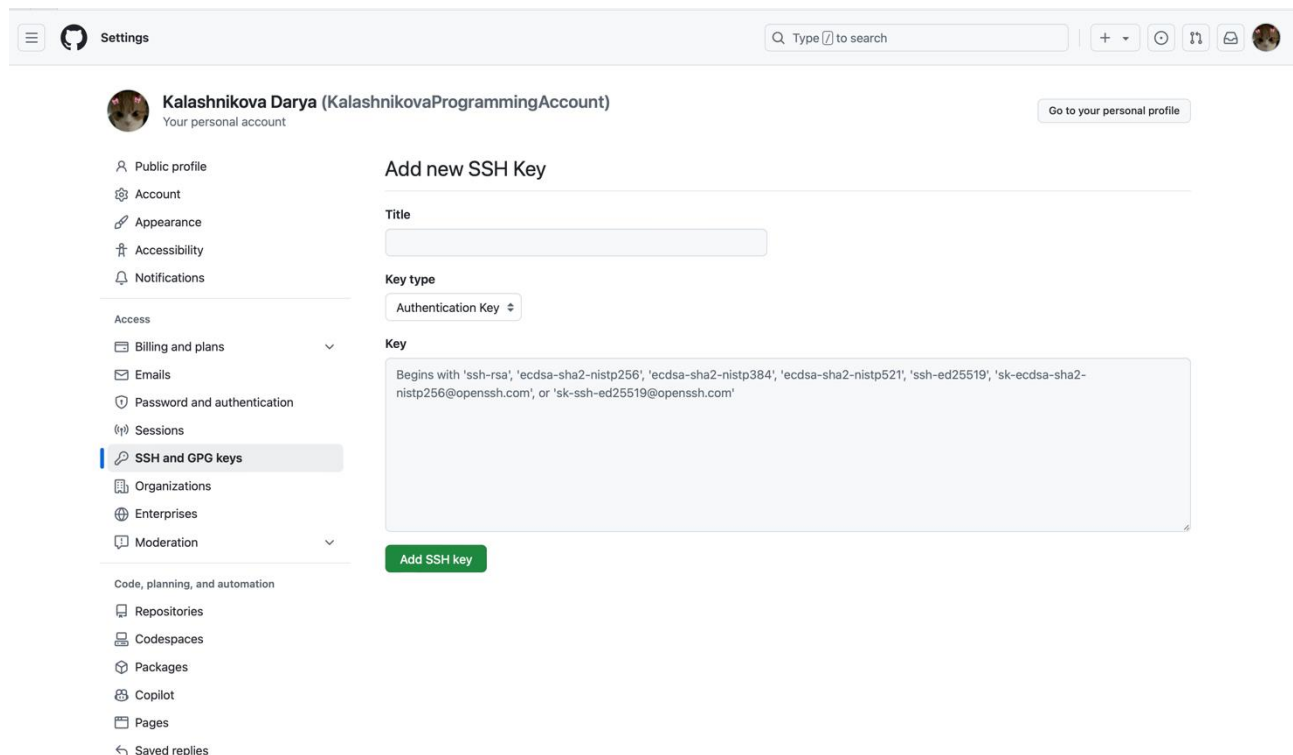 Settings
Type / to search
Kalashnikova Darya (KalashnikovaProgrammingAccount)
Your personal account
Go to your personal profile
Public profile
Account
Appearance
Accessibility
Notifications
Access
Billing and plans
Emails
Password and authentication
Sessions
SSH and GPG keys
Organizations
Enterprises
Moderation
Code, planning, and automation
Repositories
Codespaces
Packages
Copilot
Pages
Saved replies
Add new SSH Key
Title
Key type
Authentication Key
Key
Begins with 'ssh-rsa', 'ecdsa-sha2-nistp256', 'ecdsa-sha2-nistp384', 'ecdsa-sha2-nistp521', 'ssh-ed25519', 'sk-ecdsa-sha2-
nistp256@openssh.com', or 'sk-ssh-ed25519@openssh.com'
Add SSH key